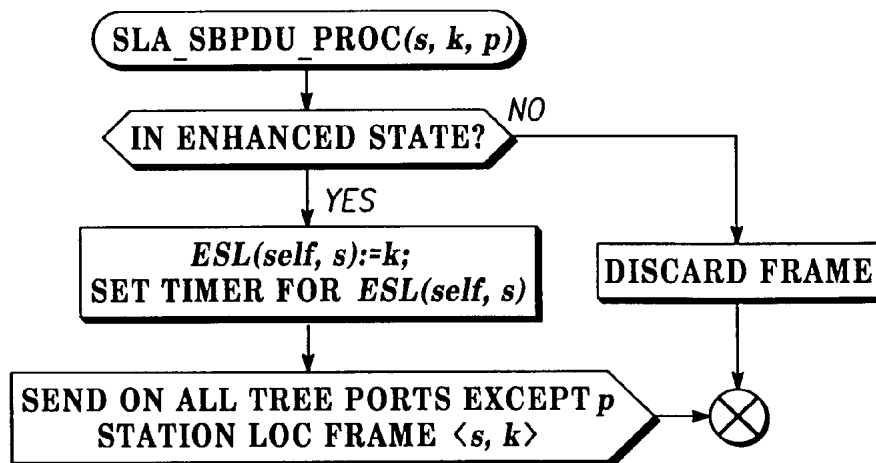 SLA_SBPDU_PROC(s, k, p)
IN ENHANCED STATE?
NO
YES
ESL(self, s):=k;
SET TIMER FOR ESL(self, s)
DISCARD FRAME
SEND ON ALL TREE PORTS EXCEPT p
STATION LOC FRAME ⟨s, k⟩